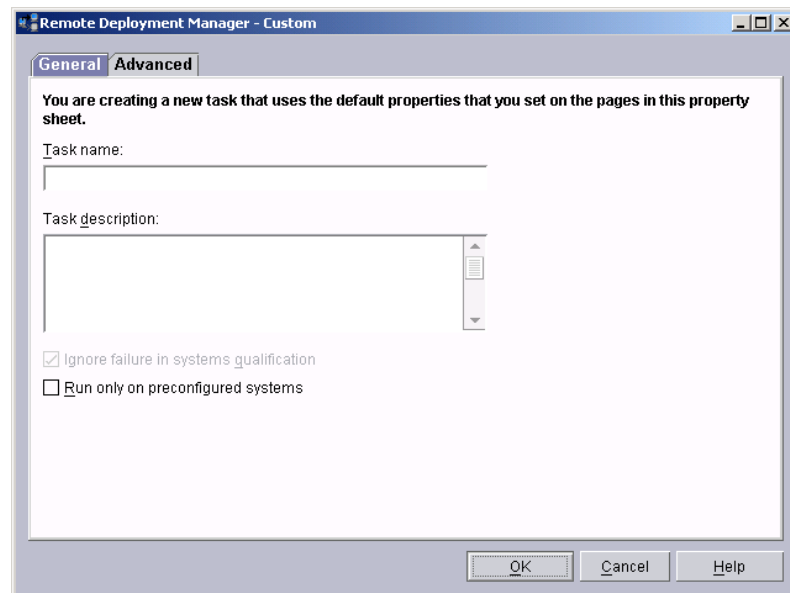 Remote Deployment Manager - Custom
General Advanced
You are creating a new task that uses the default properties that you set on the pages in this property
sheet.
Task name:
Task description:
Ignore failure in systems qualification
Run only on preconfigured systems
OK Cancel Help